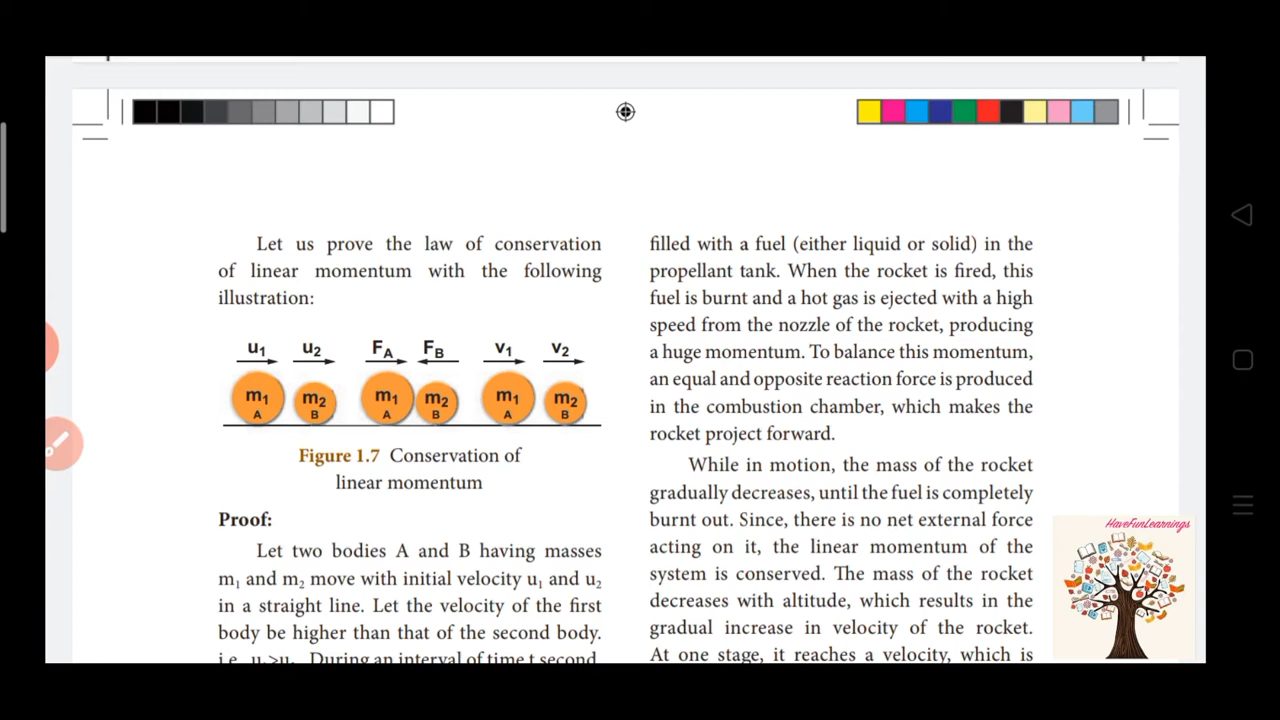 Let us prove the law of conservation
of linear momentum with the following
illustration:
u1 u2 FA FB v1 v2
m1 m2 m1 m2 m1 m2
A B A B A B
Figure 1.7 Conservation of
linear momentum
Proof:
Let two bodies A and B having masses
m1 and m2 move with initial velocity u1 and u2
in a straight line. Let the velocity of the first
body be higher than that of the second body.
i.e., u1>u2. During an interval of time t second,
filled with a fuel (either liquid or solid) in the
propellant tank. When the rocket is fired, this
fuel is burnt and a hot gas is ejected with a high
speed from the nozzle of the rocket, producing
a huge momentum. To balance this momentum,
an equal and opposite reaction force is produced
in the combustion chamber, which makes the
rocket project forward.
While in motion, the mass of the rocket
gradually decreases, until the fuel is completely
burnt out. Since, there is no net external force
acting on it, the linear momentum of the
system is conserved. The mass of the rocket
decreases with altitude, which results in the
gradual increase in velocity of the rocket.
At one stage, it reaches a velocity, which is
HaveFunLearnings